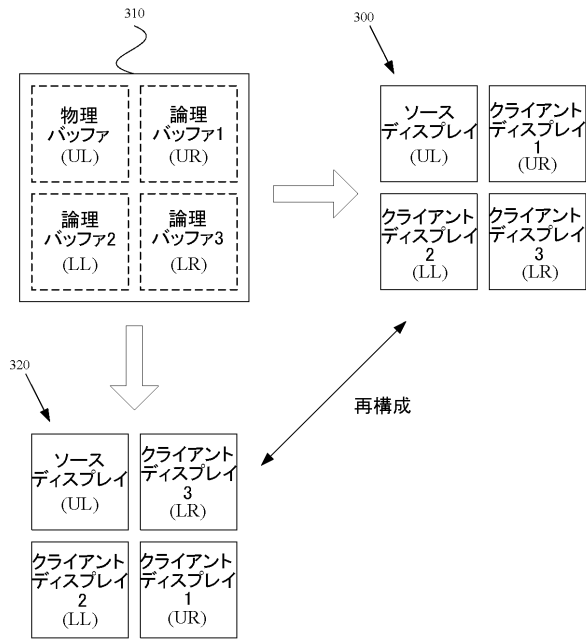 310
物理
バッファ
(UL)
論理
バッファ1
(UR)
論理
バッファ2
(LL)
論理
バッファ3
(LR)
300
ソース
ディスプレイ
(UL)
クライアント
ディスプレイ
1
(UR)
クライアント
ディスプレイ
2
(LL)
クライアント
ディスプレイ
3
(LR)
再構成
320
ソース
ディスプレイ
(UL)
クライアント
ディスプレイ
3
(LR)
クライアント
ディスプレイ
2
(LL)
クライアント
ディスプレイ
1
(UR)